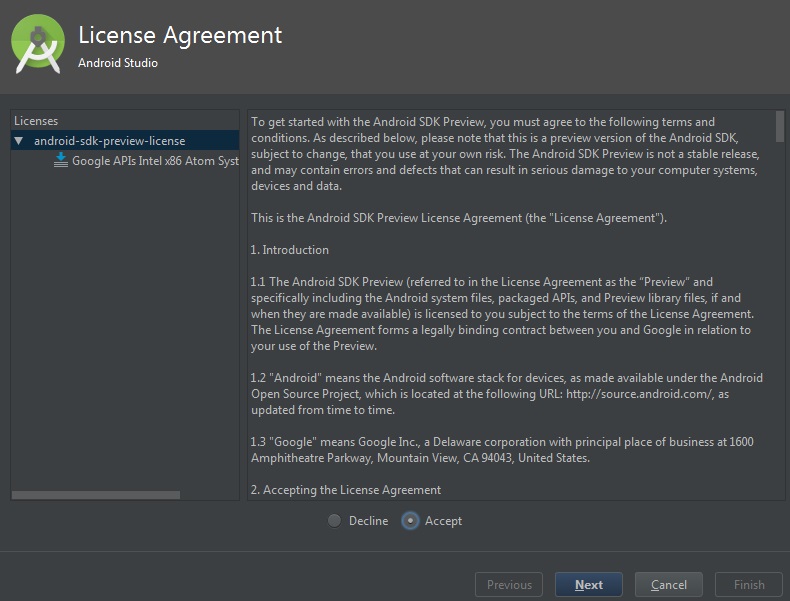 License Agreement
Android Studio
Licenses
android-sdk-preview-license
Google APIs Intel x86 Atom Syst
To get started with the Android SDK Preview, you must agree to the following terms and
conditions. As described below, please note that this is a preview version of the Android SDK,
subject to change, that you use at your own risk. The Android SDK Preview is not a stable release,
and may contain errors and defects that can result in serious damage to your computer systems,
devices and data.
This is the Android SDK Preview License Agreement (the "License Agreement").
1. Introduction
1.1 The Android SDK Preview (referred to in the License Agreement as the "Preview" and
specifically including the Android system files, packaged APIs, and Preview library files, if and
when they are made available) is licensed to you subject to the terms of the License Agreement.
The License Agreement forms a legally binding contract between you and Google in relation to
your use of the Preview.
1.2 "Android" means the Android software stack for devices, as made available under the Android
Open Source Project, which is located at the following URL: http://source.android.com/, as
updated from time to time.
1.3 "Google" means Google Inc., a Delaware corporation with principal place of business at 1600
Amphitheatre Parkway, Mountain View, CA 94043, United States.
2. Accepting the License Agreement
Decline Accept
Previous Next Cancel Finish